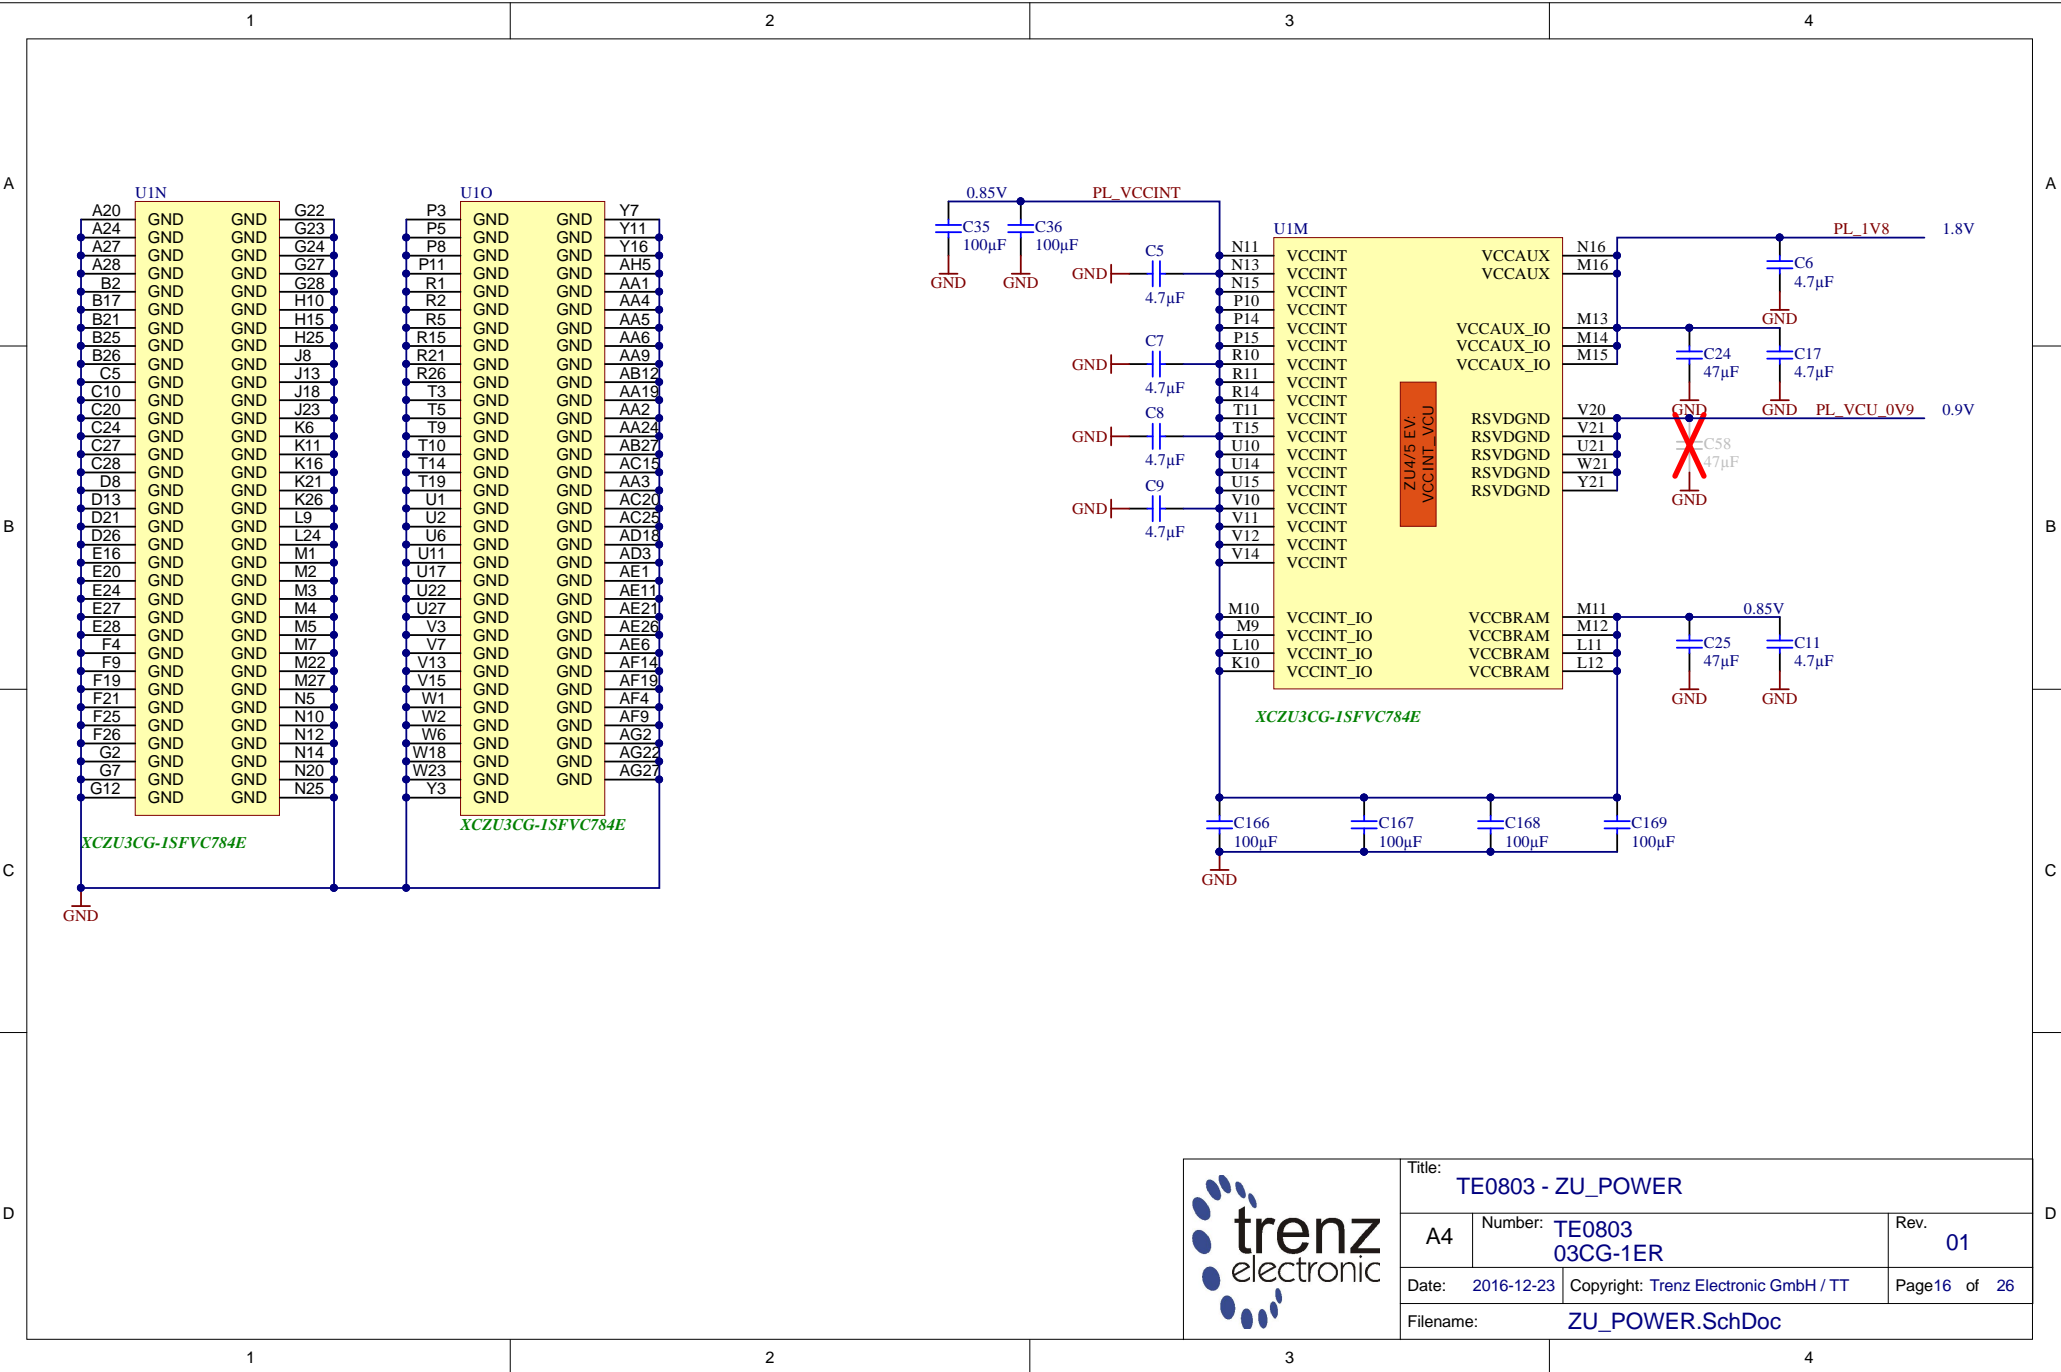 1 2 3 4
A A
B B
C C
D D
U1N
A20 GND GND G22
A24 GND GND G23
A27 GND GND G24
A28 GND GND G27
B2 GND GND G28
B17 GND GND H10
B21 GND GND H15
B25 GND GND H25
B26 GND GND J8
C5 GND GND J13
C10 GND GND J18
C20 GND GND J23
C24 GND GND K6
C27 GND GND K11
C28 GND GND K16
D8 GND GND K21
D13 GND GND K26
D21 GND GND L9
D26 GND GND L24
E16 GND GND M1
E20 GND GND M2
E24 GND GND M3
E27 GND GND M4
E28 GND GND M5
F4 GND GND M7
F9 GND GND M22
F19 GND GND M27
F21 GND GND N5
F25 GND GND N10
F26 GND GND N12
G2 GND GND N14
G7 GND GND N20
G12 GND GND N25
XCZU3CG-1SFVC784E
GND
U1O
P3 GND GND Y7
P5 GND GND Y11
P8 GND GND Y16
P11 GND GND AH5
R1 GND GND AA1
R2 GND GND AA4
R5 GND GND AA5
R15 GND GND AA6
R21 GND GND AA9
R26 GND GND AB12
T3 GND GND AA19
T5 GND GND AA2
T9 GND GND AA24
T10 GND GND AB27
T14 GND GND AC15
T19 GND GND AA3
U1 GND GND AC20
U2 GND GND AC25
U6 GND GND AD18
U11 GND GND AD3
U17 GND GND AE1
U22 GND GND AE11
U27 GND GND AE21
V3 GND GND AE26
V7 GND GND AE6
V13 GND GND AF14
V15 GND GND AF19
W1 GND GND AF4
W2 GND GND AF9
W6 GND GND AG2
W18 GND GND AG22
W23 GND GND AG27
Y3 GND
XCZU3CG-1SFVC784E
0.85V PL_VCCINT
C35 100µF GND
C36 100µF GND
GND C5 4.7µF
GND C7 4.7µF
GND C8 4.7µF
GND C9 4.7µF
U1M
N11 VCCINT
N13 VCCINT
N15 VCCINT
P10 VCCINT
P14 VCCINT
P15 VCCINT
R10 VCCINT
R11 VCCINT
R14 VCCINT
T11 VCCINT
T15 VCCINT
U10 VCCINT
U14 VCCINT
U15 VCCINT
V10 VCCINT
V11 VCCINT
V12 VCCINT
V14 VCCINT
M10 VCCINT_IO
M9 VCCINT_IO
L10 VCCINT_IO
K10 VCCINT_IO
ZU4/5 EV:
VCCINT_VCU
VCCAUX N16
VCCAUX M16
VCCAUX_IO M13
VCCAUX_IO M14
VCCAUX_IO M15
RSVDGND V20
RSVDGND V21
RSVDGND U21
RSVDGND W21
RSVDGND Y21
VCCBRAM M11
VCCBRAM M12
VCCBRAM L11
VCCBRAM L12
XCZU3CG-1SFVC784E
PL_1V8 1.8V
C6 4.7µF GND
C24 47µF GND
C17 4.7µF GND
PL_VCU_0V9 0.9V
C58 47µF GND
0.85V
C25 47µF GND
C11 4.7µF GND
C166 100µF
C167 100µF
C168 100µF
C169 100µF
GND
trenz
electronic
Title:
TE0803 - ZU_POWER
A4 Number: TE0803 Rev. 01
03CG-1ER
Date: 2016-12-23 Copyright: Trenz Electronic GmbH / TT Page16 of 26
Filename: ZU_POWER.SchDoc
1 2 3 4